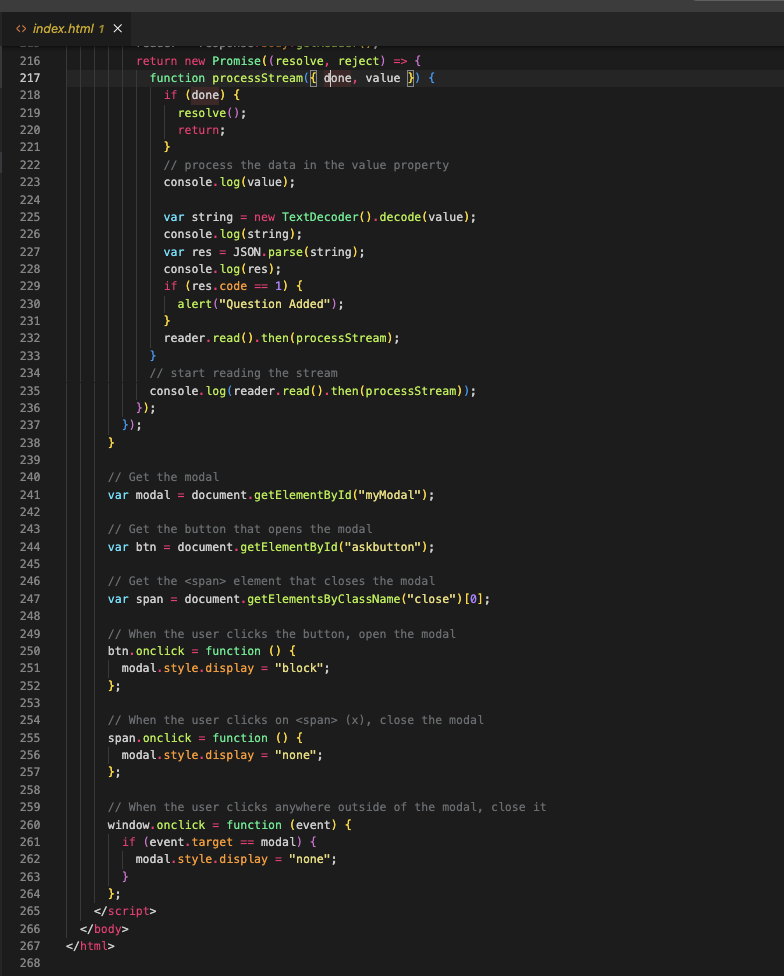 <> index.html 1 ×
216 return new Promise((resolve, reject) => {
217 function processStream({ done, value }) {
218 if (done) {
219 resolve();
220 return;
221 }
222 // process the data in the value property
223 console.log(value);
224
225 var string = new TextDecoder().decode(value);
226 console.log(string);
227 var res = JSON.parse(string);
228 console.log(res);
229 if (res.code == 1) {
230 alert("Question Added");
231 }
232 reader.read().then(processStream);
233 }
234 // start reading the stream
235 console.log(reader.read().then(processStream));
236 });
237 });
238 }
239
240 // Get the modal
241 var modal = document.getElementById("myModal");
242
243 // Get the button that opens the modal
244 var btn = document.getElementById("askbutton");
245
246 // Get the <span> element that closes the modal
247 var span = document.getElementsByClassName("close")[0];
248
249 // When the user clicks the button, open the modal
250 btn.onclick = function () {
251 modal.style.display = "block";
252 };
253
254 // When the user clicks on <span> (x), close the modal
255 span.onclick = function () {
256 modal.style.display = "none";
257 };
258
259 // When the user clicks anywhere outside of the modal, close it
260 window.onclick = function (event) {
261 if (event.target == modal) {
262 modal.style.display = "none";
263 }
264 };
265 </script>
266 </body>
267 </html>
268